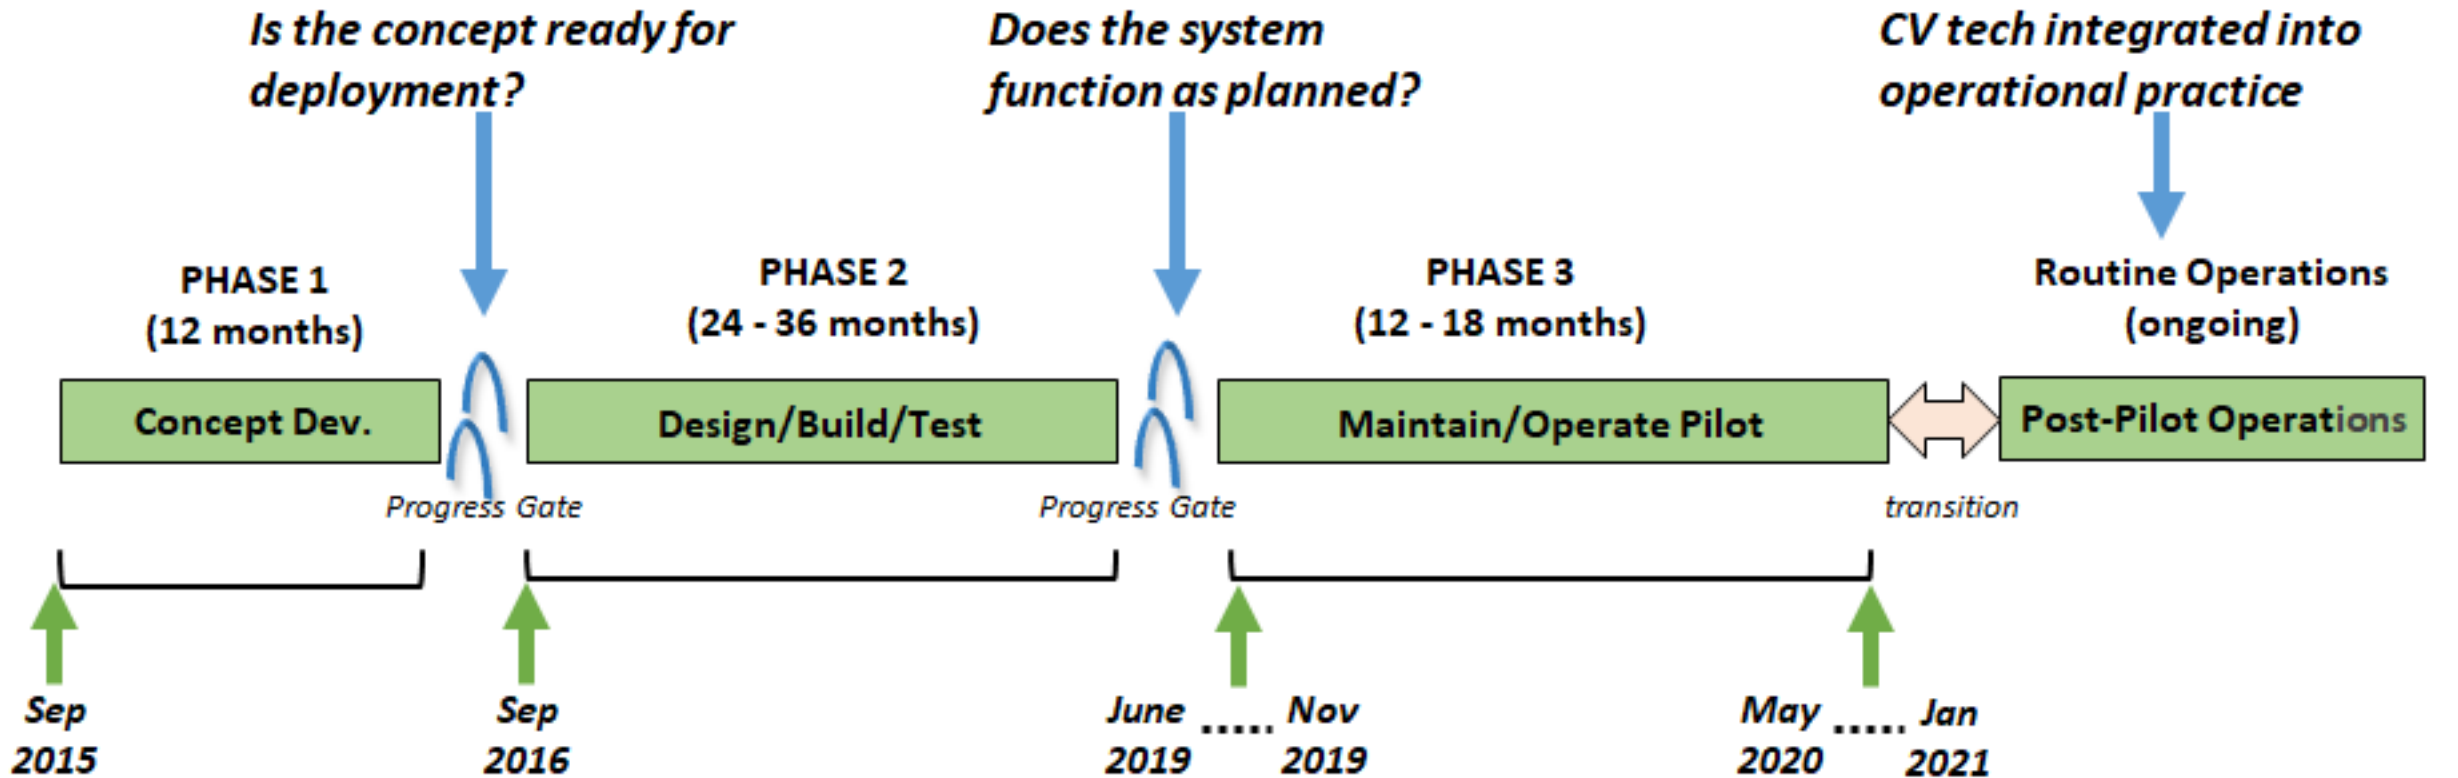 Is the concept ready for
deployment?
Does the system
function as planned?
CV tech integrated into
operational practice
PHASE 1
(12 months)
PHASE 2
(24 - 36 months)
PHASE 3
(12 - 18 months)
Routine Operations
(ongoing)
Concept Dev.
Design/Build/Test
Maintain/Operate Pilot
Post-Pilot Operations
Progress Gate
Progress Gate
transition
Sep
2015
Sep
2016
June ...... Nov
2019 2019
May ...... Jan
2020 2021